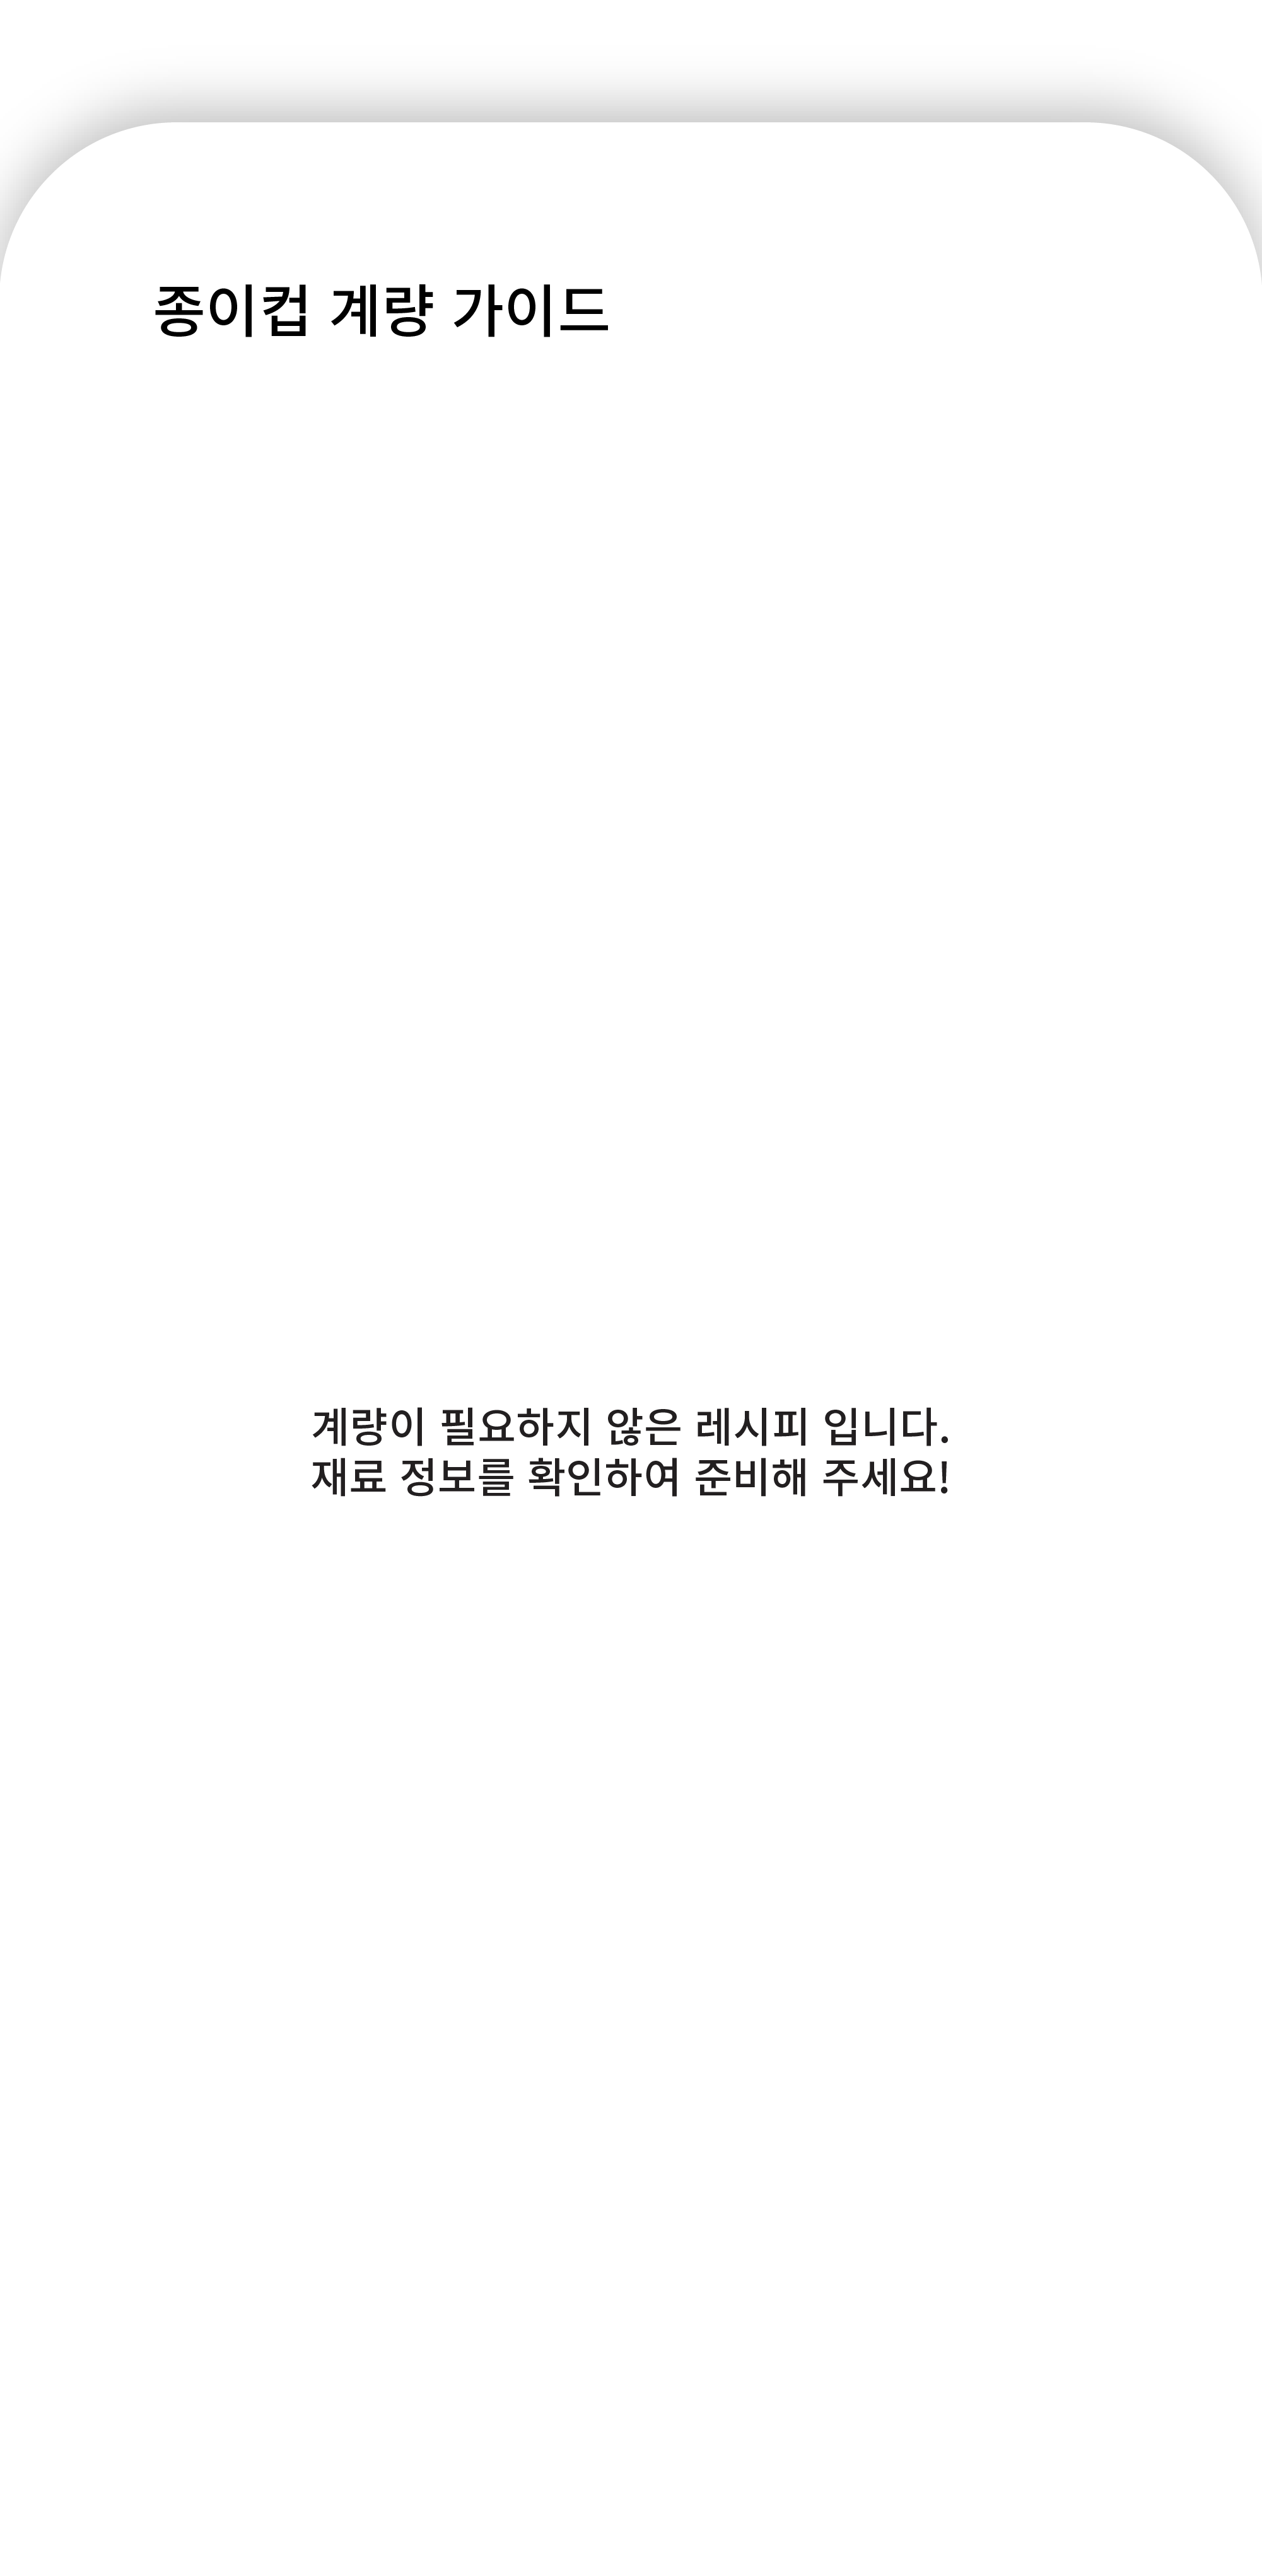 종이컵 계량 가이드
계량이 필요하지 않은 레시피 입니다.
재료 정보를 확인하여 준비해 주세요!